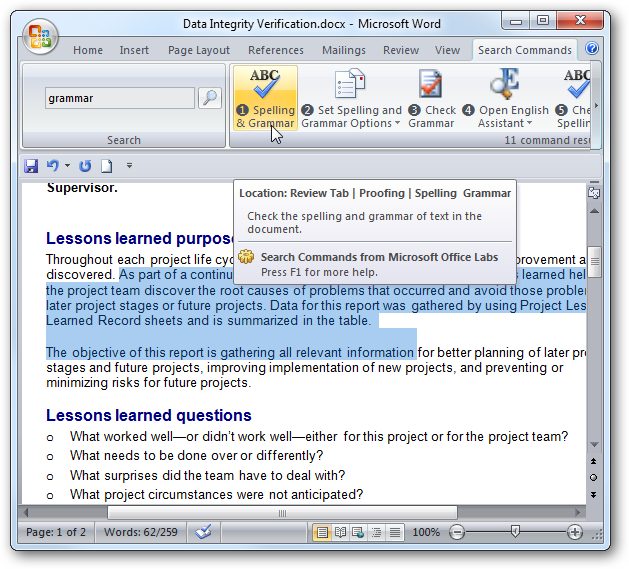 Data Integrity Verification.docx - Microsoft Word
Home Insert Page Layout References Mailings Review View Search Commands
grammar
ABC ABC
1 Spelling 2 Set Spelling and 3 Check 4 Open English 5 Che
& Grammar Grammar Options Grammar Assistant Spellin
Search 11 command resu
Supervisor.
Location: Review Tab | Proofing | Spelling Grammar
Check the spelling and grammar of text in the
document.
Search Commands from Microsoft Office Labs
Press F1 for more help.
Lessons learned purpos
Throughout each project life cyc provement a
discovered. As part of a continu s learned hel
the project team discover the root causes of problems that occurred and avoid those problem
later project stages or future projects. Data for this report was gathered by using Project Les
Learned Record sheets and is summarized in the table.
The objective of this report is gathering all relevant information for better planning of later pro
stages and future projects, improving implementation of new projects, and preventing or
minimizing risks for future projects.
Lessons learned questions
o What worked well—or didn't work well—either for this project or for the project team?
o What needs to be done over or differently?
o What surprises did the team have to deal with?
o What project circumstances were not anticipated?
Page: 1 of 2 Words: 62/259 100%